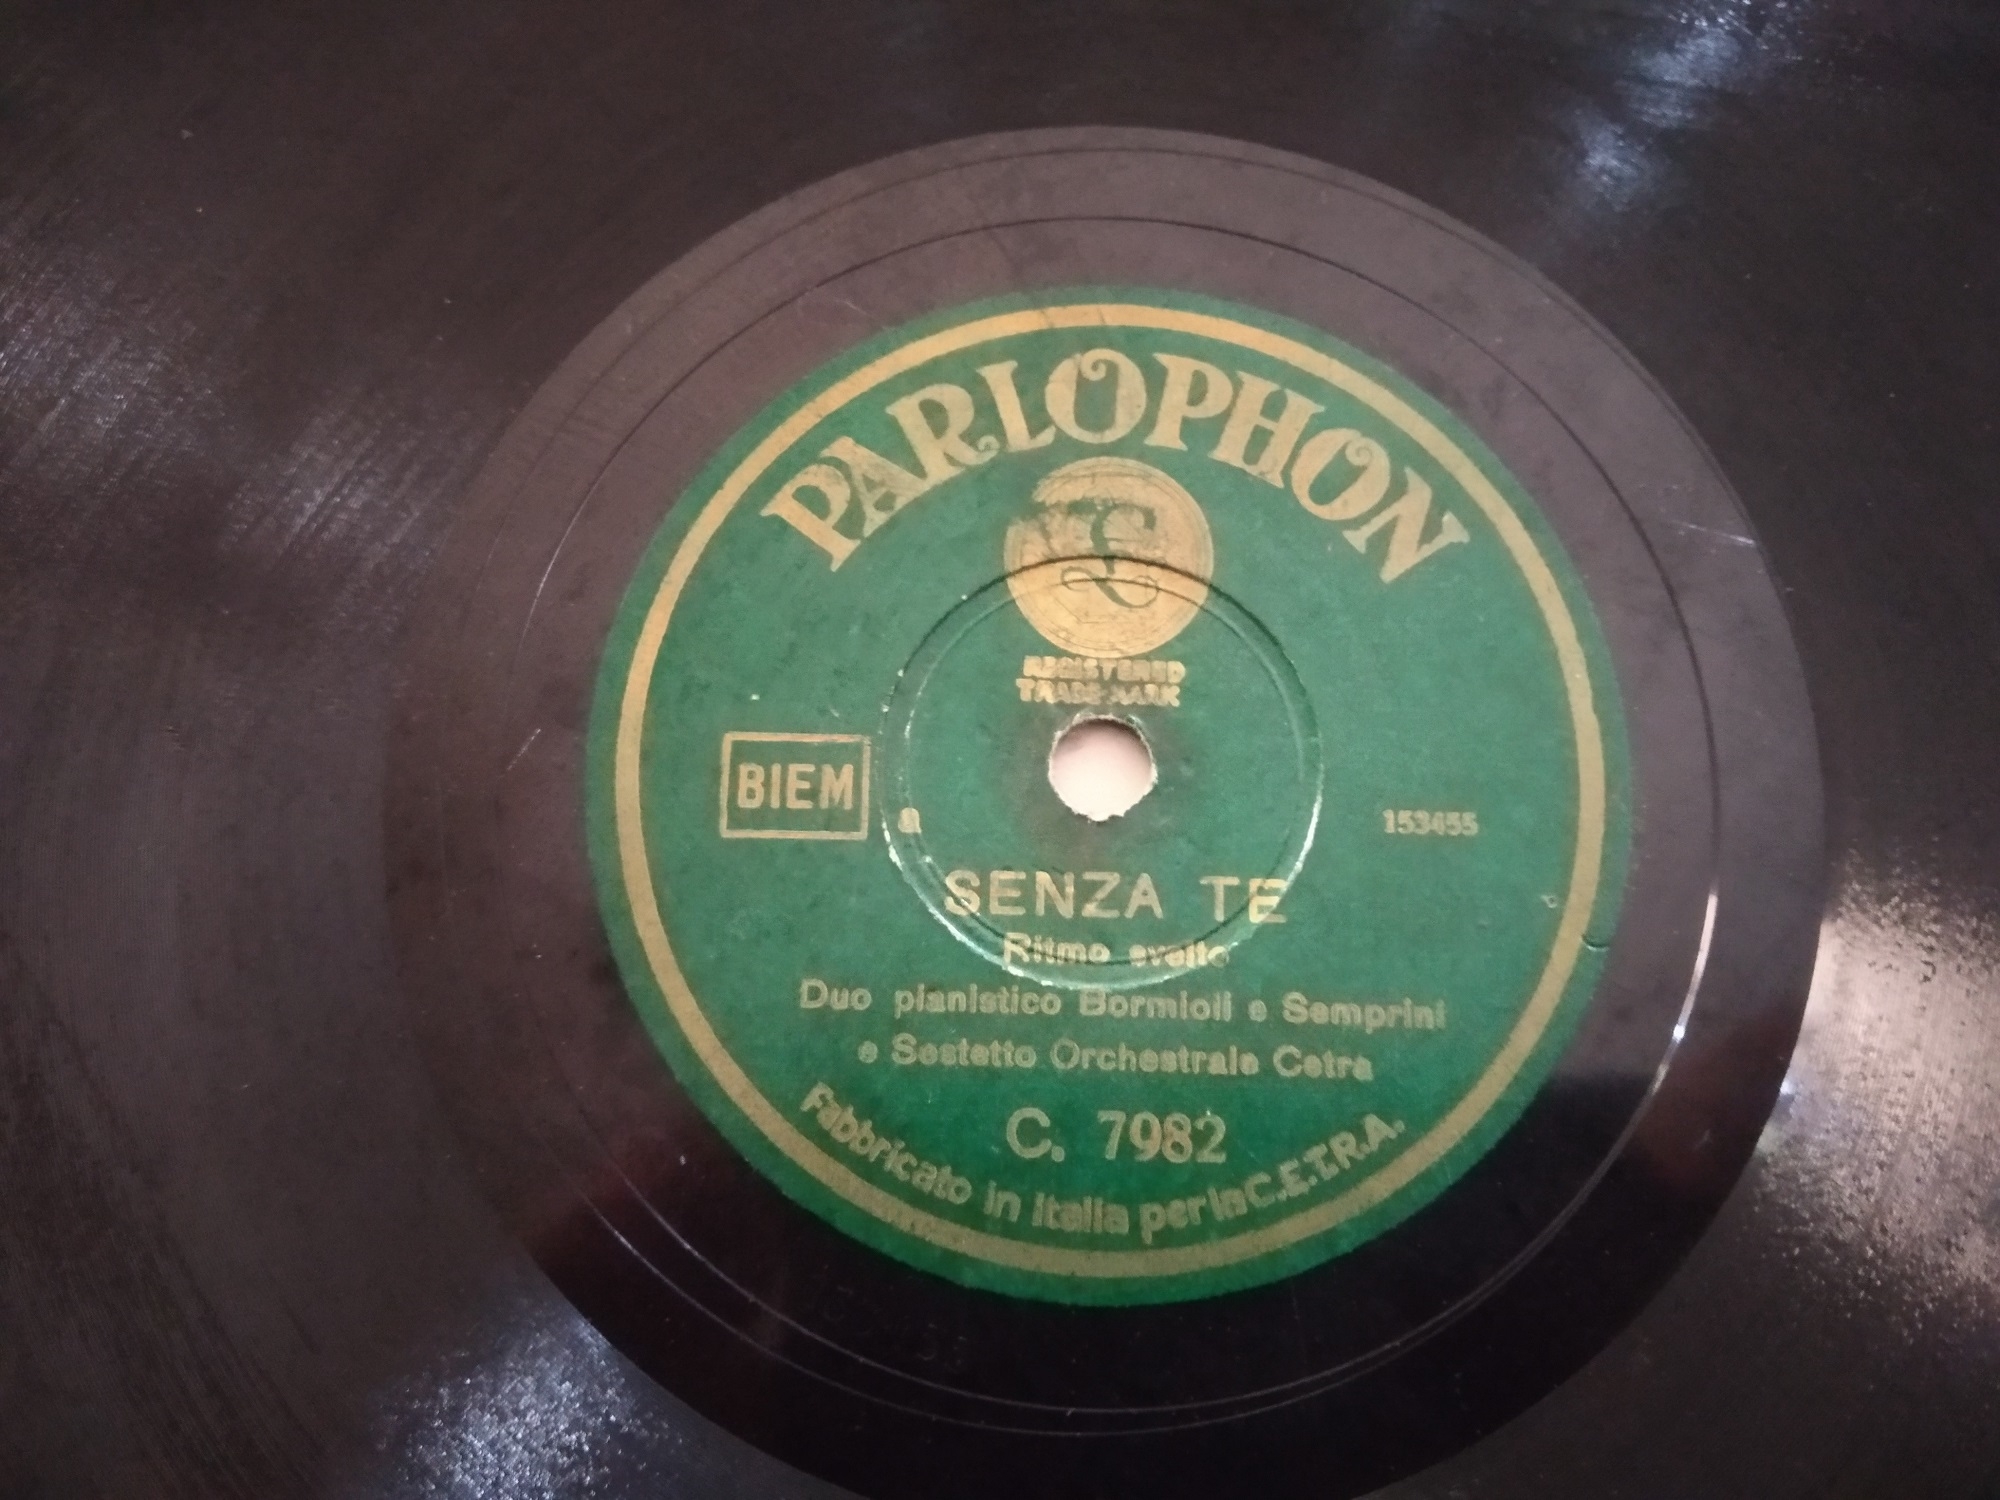 PARLOPHON
£
REGISTERED
TRADE-MARK
BIEM
a
153455
SENZA TE
Ritmo svelto
Duo pianistico Bormioli e Semprini
e Sestetto Orchestrale Cetra
C. 7982
Fabbricato in Italia per la C.E.T.R.A.